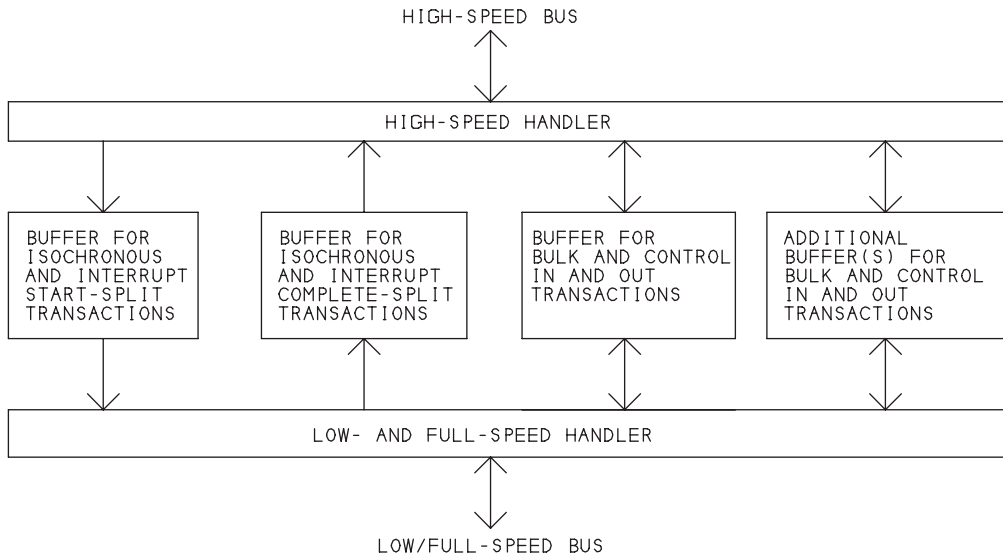 HIGH-SPEED BUS
HIGH-SPEED HANDLER
BUFFER FOR
ISOCHRONOUS
AND INTERRUPT
START-SPLIT
TRANSACTIONS
BUFFER FOR
ISOCHRONOUS
AND INTERRUPT
COMPLETE-SPLIT
TRANSACTIONS
BUFFER FOR
BULK AND CONTROL
IN AND OUT
TRANSACTIONS
ADDITIONAL
BUFFER(S) FOR
BULK AND CONTROL
IN AND OUT
TRANSACTIONS
LOW- AND FULL-SPEED HANDLER
LOW/FULL-SPEED BUS